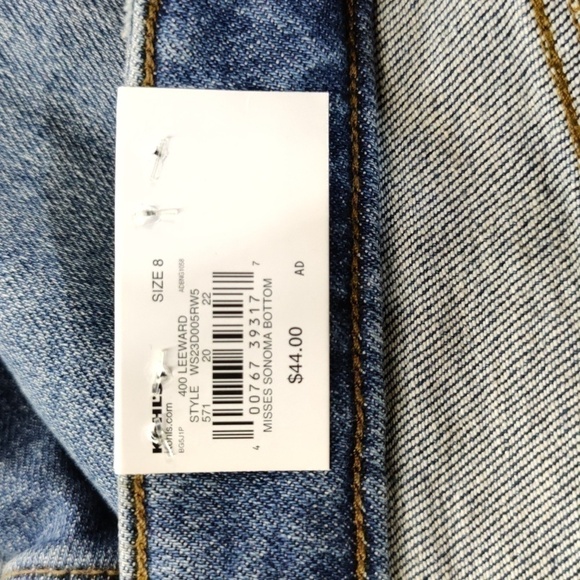 KOHL'S
kohls.com
BGSJ1P
400 LEEWARD SIZE 8
STYLE WS23D005RW5
571 20 22
4 00767 39317 7
MISSES SONOMA BOTTOM
$44.00 AD